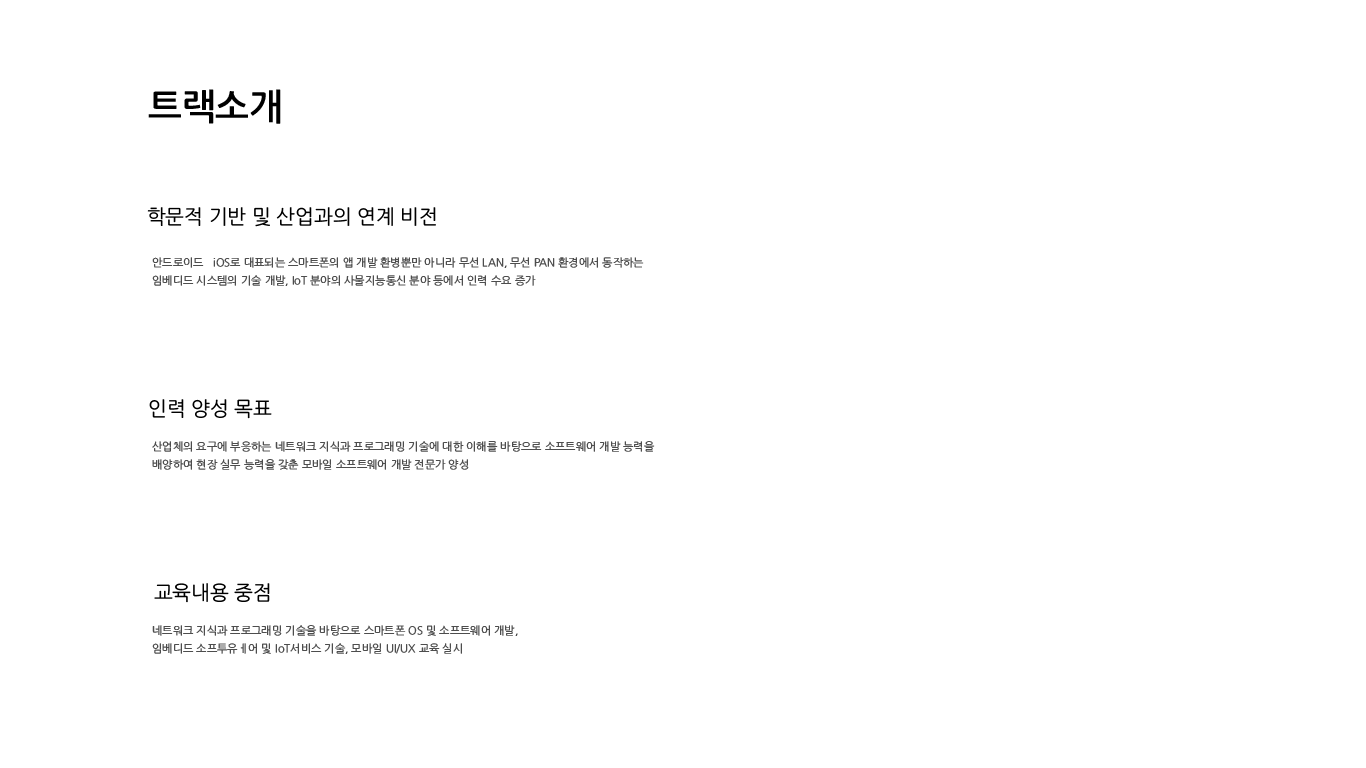 트랙소개
학문적 기반 및 산업과의 연계 비전
안드로이드 iOS로 대표되는 스마트폰의 앱 개발 환병뿐만 아니라 무선 LAN, 무선 PAN 환경에서 동작하는
임베디드 시스템의 기술 개발, IoT 분야의 사물지능통신 분야 등에서 인력 수요 증가
인력 양성 목표
산업체의 요구에 부응하는 네트워크 지식과 프로그래밍 기술에 대한 이해를 바탕으로 소프트웨어 개발 능력을
배양하여 현장 실무 능력을 갖춘 모바일 소프트웨어 개발 전문가 양성
교육내용 중점
네트워크 지식과 프로그래밍 기술을 바탕으로 스마트폰 OS 및 소프트웨어 개발,
임베디드 소프투유ㅔ어 및 IoT서비스 기술, 모바일 UI/UX 교육 실시